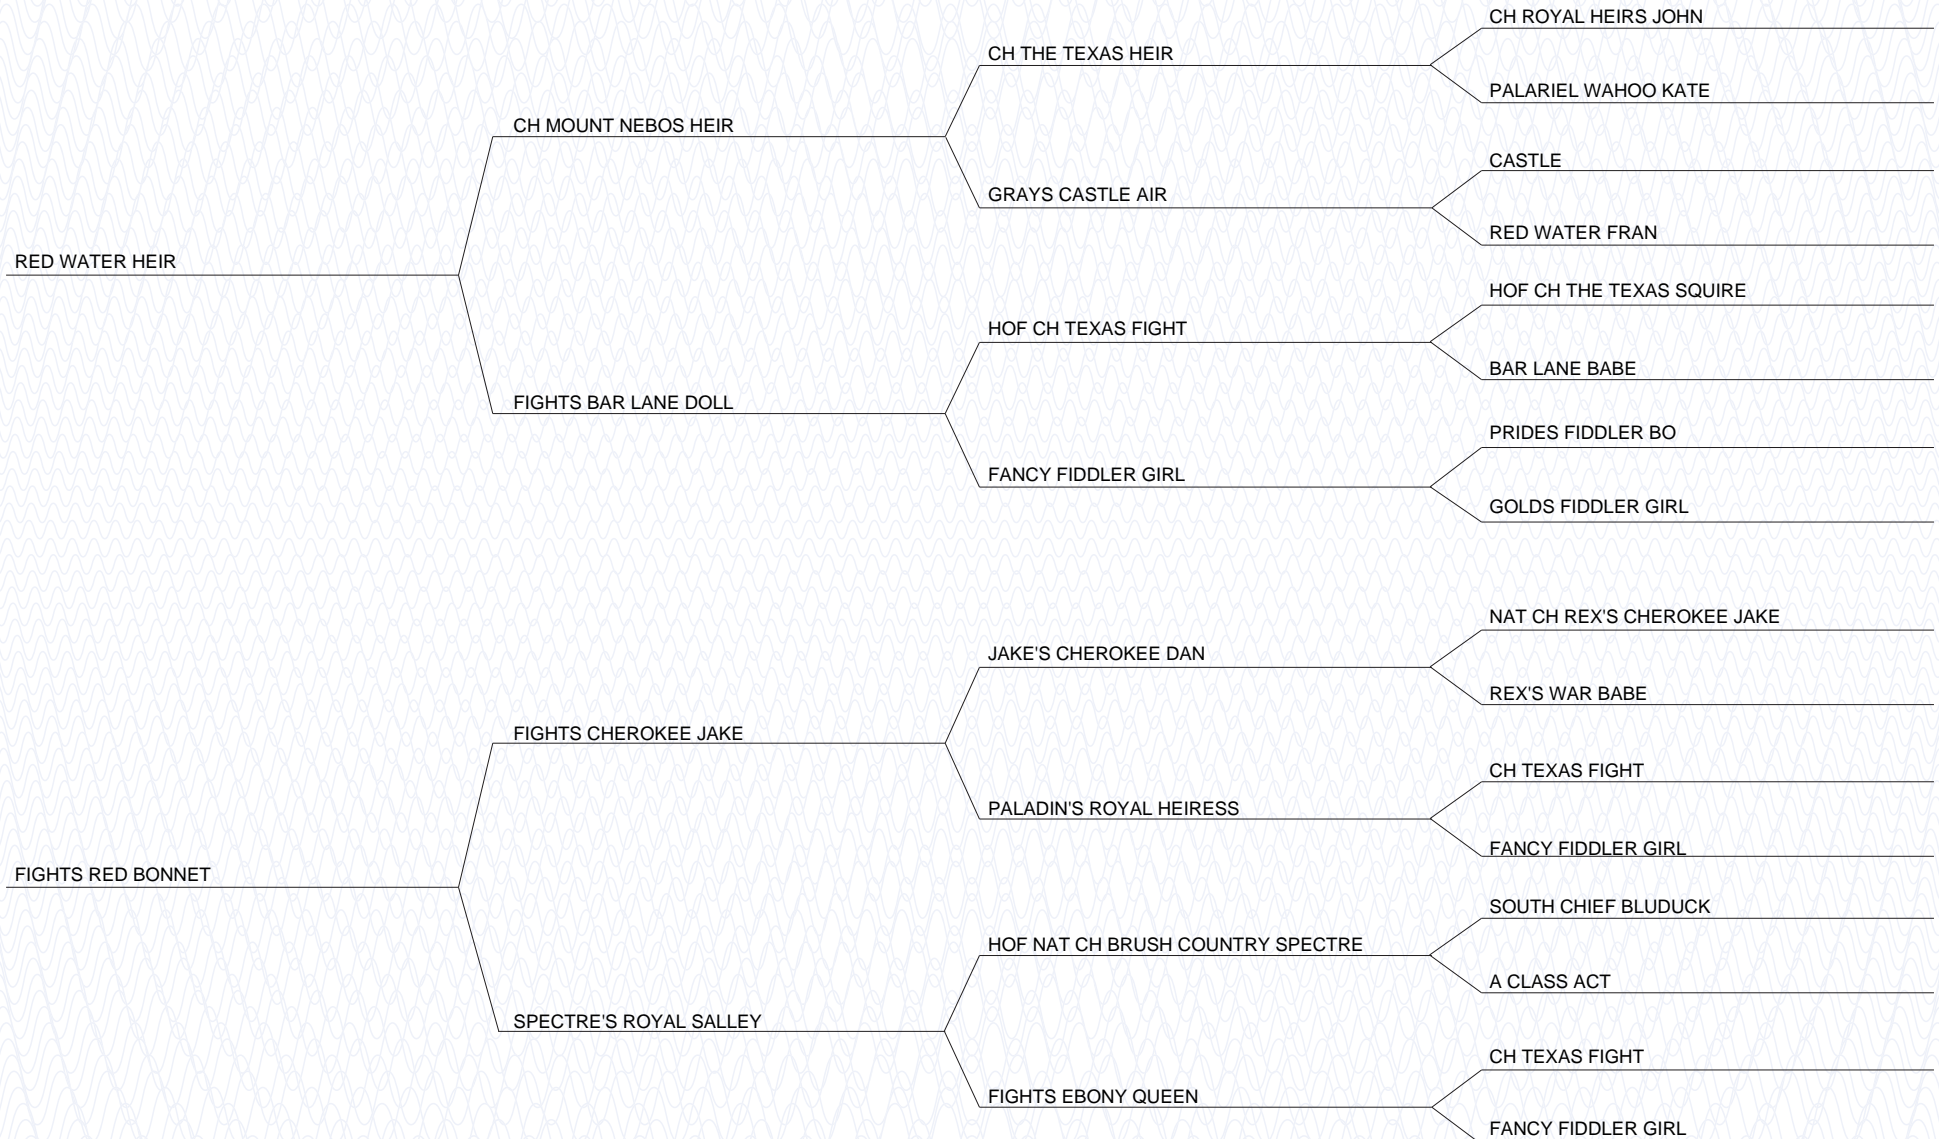 CH ROYAL HEIRS JOHN
CH THE TEXAS HEIR
PALARIEL WAHOO KATE
CH MOUNT NEBOS HEIR
CASTLE
GRAYS CASTLE AIR
RED WATER FRAN
RED WATER HEIR
HOF CH THE TEXAS SQUIRE
HOF CH TEXAS FIGHT
BAR LANE BABE
FIGHTS BAR LANE DOLL
PRIDES FIDDLER BO
FANCY FIDDLER GIRL
GOLDS FIDDLER GIRL
NAT CH REX'S CHEROKEE JAKE
JAKE'S CHEROKEE DAN
REX'S WAR BABE
FIGHTS CHEROKEE JAKE
CH TEXAS FIGHT
PALADIN'S ROYAL HEIRESS
FANCY FIDDLER GIRL
FIGHTS RED BONNET
SOUTH CHIEF BLUDUCK
HOF NAT CH BRUSH COUNTRY SPECTRE
A CLASS ACT
SPECTRE'S ROYAL SALLEY
CH TEXAS FIGHT
FIGHTS EBONY QUEEN
FANCY FIDDLER GIRL